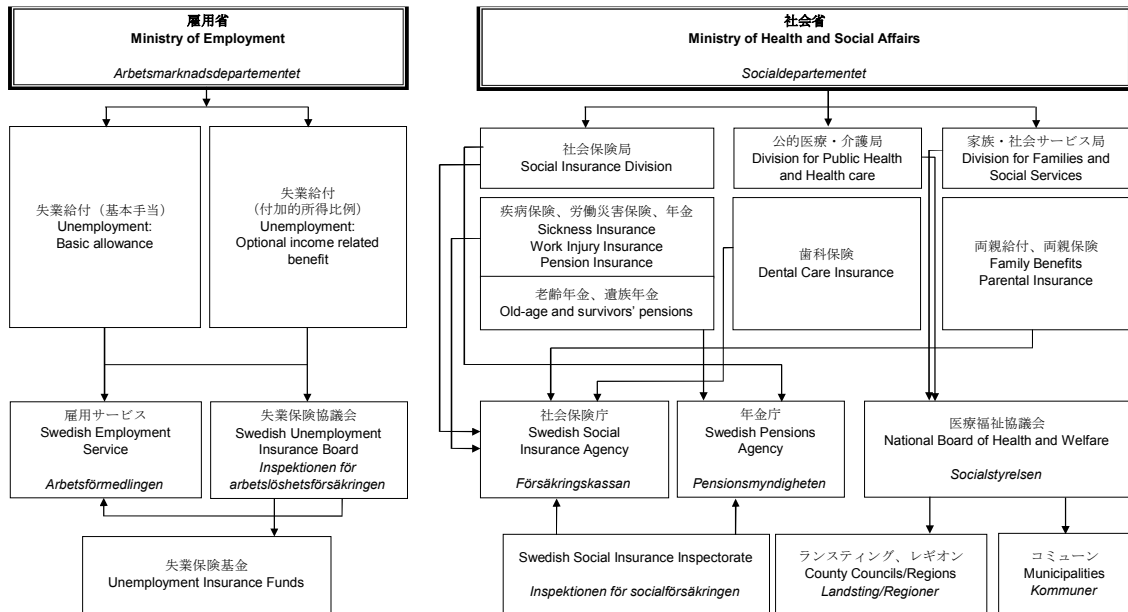 雇用省
Ministry of Employment
Arbetsmarknadsdepartementet
社会省
Ministry of Health and Social Affairs
Socialdepartementet
失業給付（基本手当）
Unemployment:
Basic allowance
失業給付
（付加的所得比例）
Unemployment:
Optional income related
benefit
社会保険局
Social Insurance Division
公的医療・介護局
Division for Public Health
and Health care
家族・社会サービス局
Division for Families and
Social Services
疾病保険、労働災害保険、年金
Sickness Insurance
Work Injury Insurance
Pension Insurance
老齢年金、遺族年金
Old-age and survivors' pensions
歯科保険
Dental Care Insurance
両親給付、両親保険
Family Benefits
Parental Insurance
雇用サービス
Swedish Employment
Service
Arbetsförmedlingen
失業保険協議会
Swedish Unemployment
Insurance Board
Inspektionen för
arbetslöshetsförsäkringen
社会保険庁
Swedish Social
Insurance Agency
Försäkringskassan
年金庁
Swedish Pensions
Agency
Pensionsmyndigheten
医療福祉協議会
National Board of Health and Welfare
Socialstyrelsen
失業保険基金
Unemployment Insurance Funds
Swedish Social Insurance Inspectorate
Inspektionen för socialförsäkringen
ランスティング、レギオン
County Councils/Regions
Landsting/Regioner
コミューン
Municipalities
Kommuner